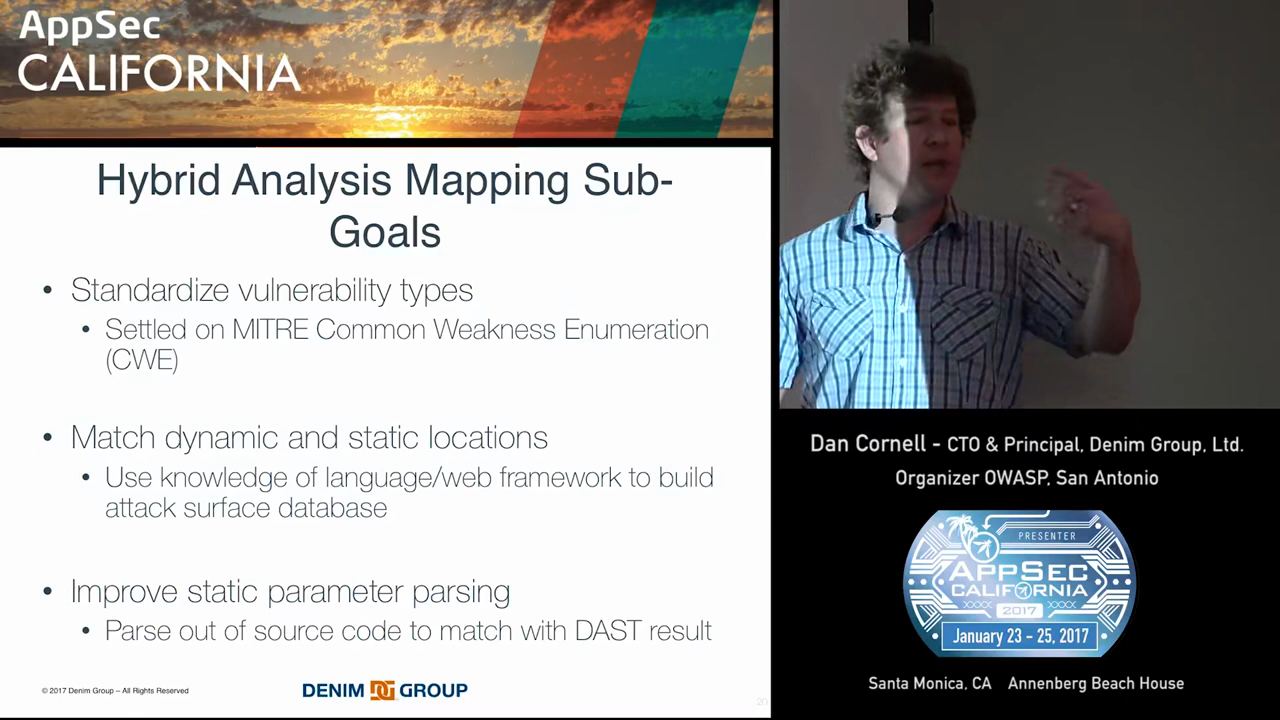 AppSec
CALIFORNIA
Hybrid Analysis Mapping Sub-
Goals
• Standardize vulnerability types
• Settled on MITRE Common Weakness Enumeration
(CWE)
• Match dynamic and static locations
• Use knowledge of language/web framework to build
attack surface database
• Improve static parameter parsing
• Parse out of source code to match with DAST result
© 2017 Denim Group – All Rights Reserved
DENIM DG GROUP
20
Dan Cornell - CTO & Principal, Denim Group, Ltd.
Organizer OWASP, San Antonio
PRESENTER
APPSEC
CALIFORNIA
2017
January 23 - 25, 2017
Santa Monica, CA Annenberg Beach House